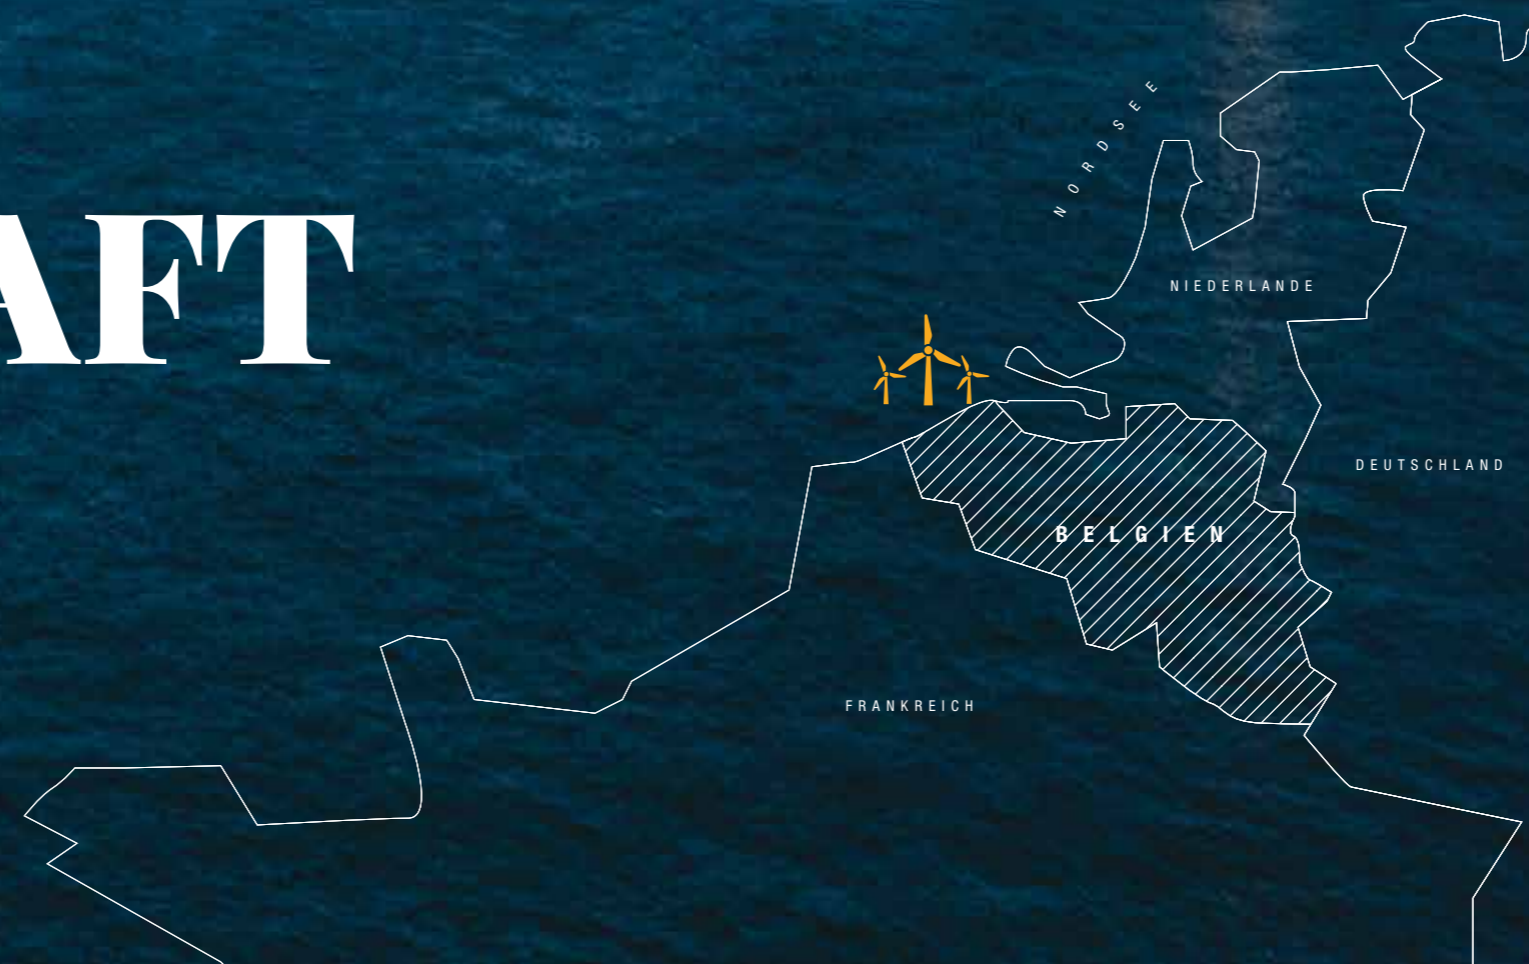 AFT
NORDSEE
NIEDERLANDE
DEUTSCHLAND
BELGIEN
FRANKREICH